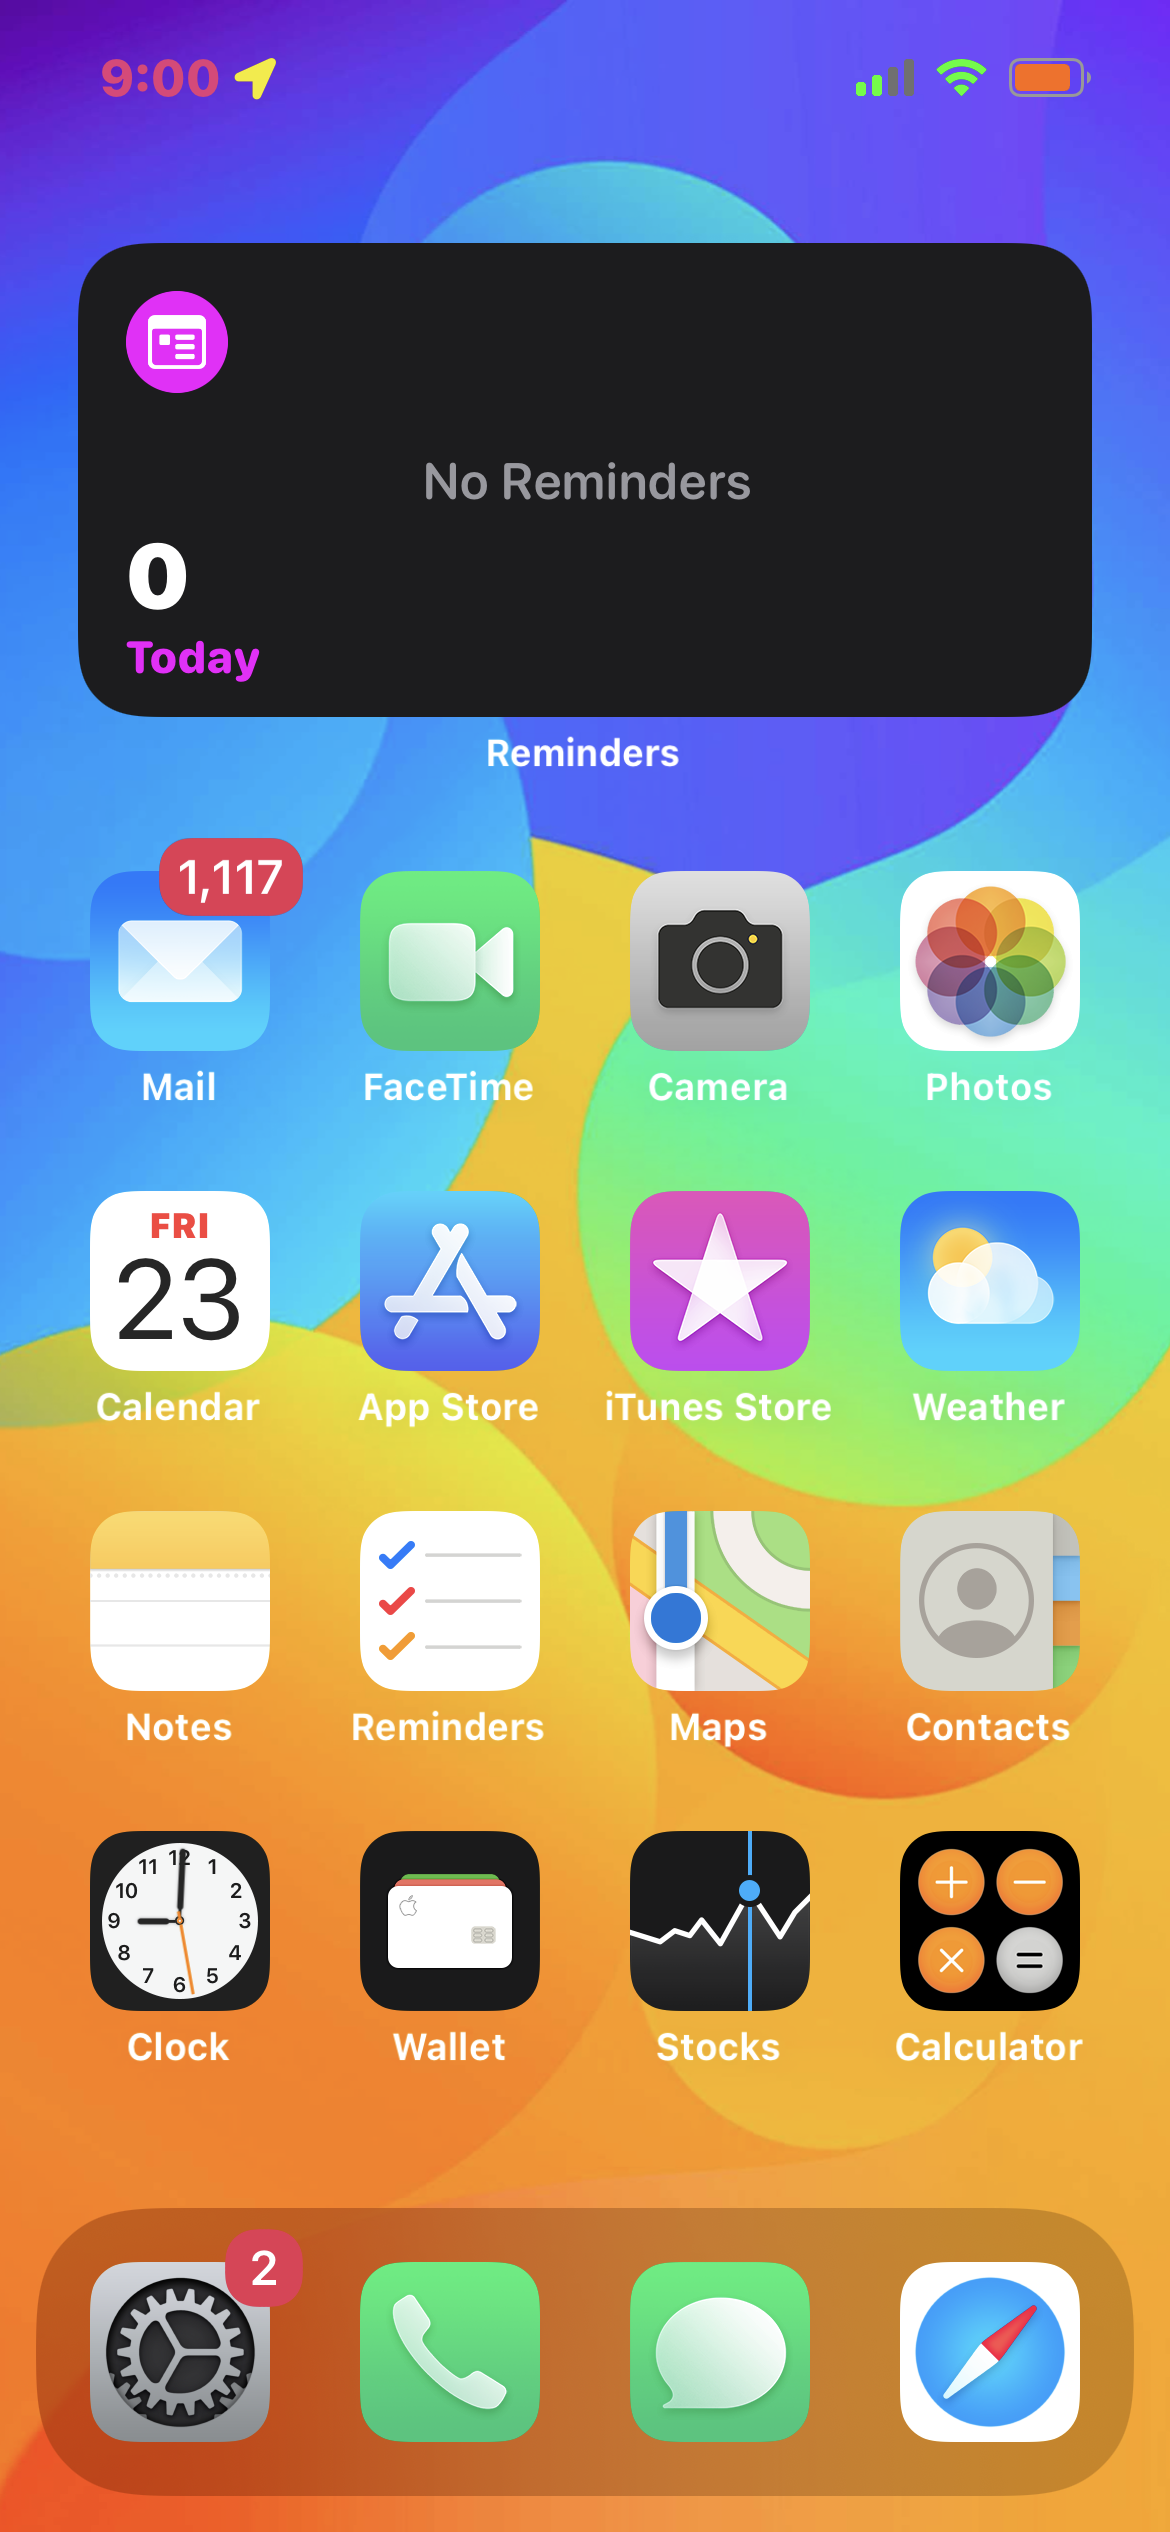 9:00
No Reminders
0
Today
Reminders
1,117
Mail
FaceTime
Camera
Photos
FRI
23
Calendar
App Store
iTunes Store
Weather
Notes
Reminders
Maps
Contacts
12
1
2
3
4
5
6
7
8
9
10
11
Clock
Wallet
Stocks
+
−
×
=
Calculator
2